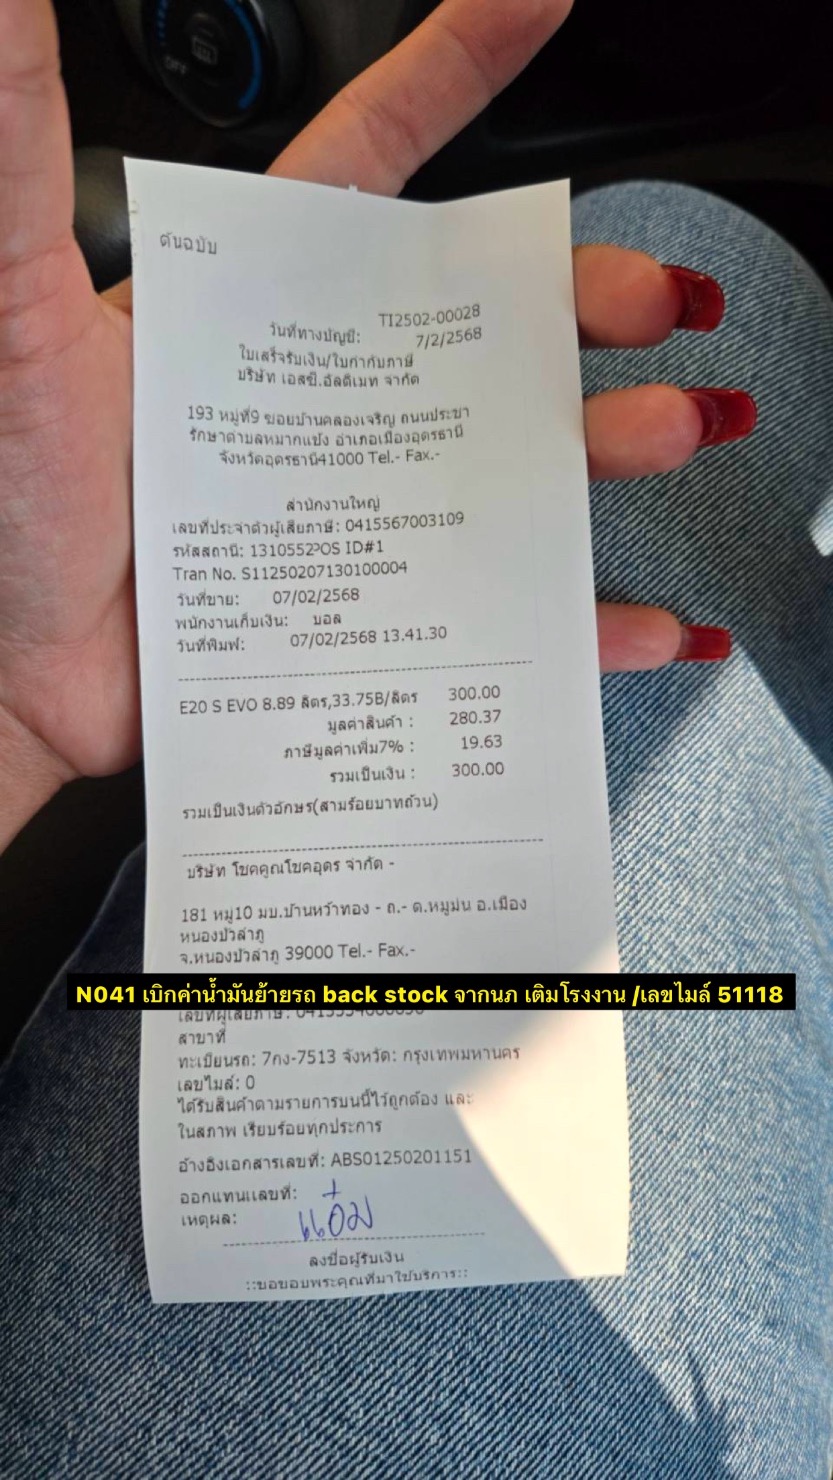 ต้นฉบับ
TI2502-00028
วันที่ทางบัญชี: 7/2/2568
ใบเสร็จรับเงิน/ใบกำกับภาษี
บริษัท เอสซี.อัลติเมท จำกัด
193 หมู่ที่9 ซอยบ้านคลองเจริญ ถนนประชา
รักษาตำบลหมากแข้ง อำเภอเมืองอุดรธานี
จังหวัดอุดรธานี41000 Tel.- Fax.-
สำนักงานใหญ่
เลขที่ประจำตัวผู้เสียภาษี: 0415567003109
รหัสสถานี: 1310552POS ID#1
Tran No. S11250207130100004
วันที่ขาย: 07/02/2568
พนักงานเก็บเงิน: บอล
วันที่พิมพ์: 07/02/2568 13.41.30
E20 S EVO 8.89 ลิตร,33.75B/ลิตร 300.00
มูลค่าสินค้า : 280.37
ภาษีมูลค่าเพิ่ม7% : 19.63
รวมเป็นเงิน : 300.00
รวมเป็นเงินตัวอักษร(สามร้อยบาทถ้วน)
บริษัท โชคคูณโชคอุดร จำกัด -
181 หมู่10 มบ.บ้านหว้าทอง - ถ.- ต.หมูม่น อ.เมือง
หนองบัวลำภู
จ.หนองบัวลำภู 39000 Tel.- Fax.-
N041 เบิกค่าน้ำมันย้ายรถ back stock จากนภ เติมโรงงาน /เลขไมล์ 51118
เลขที่ผู้เสียภาษี:
สาขาที่
ทะเบียนรถ: 7กง-7513 จังหวัด: กรุงเทพมหานคร
เลขไมล์: 0
ได้รับสินค้าตามรายการบนนี้ไว้ถูกต้อง และ
ในสภาพ เรียบร้อยทุกประการ
อ้างอิงเอกสารเลขที่: ABS01250201151
ออกแทนเลขที่:
เหตุผล: แอ๋ม
ลงชื่อผู้รับเงิน
::ขอขอบพระคุณที่มาใช้บริการ::